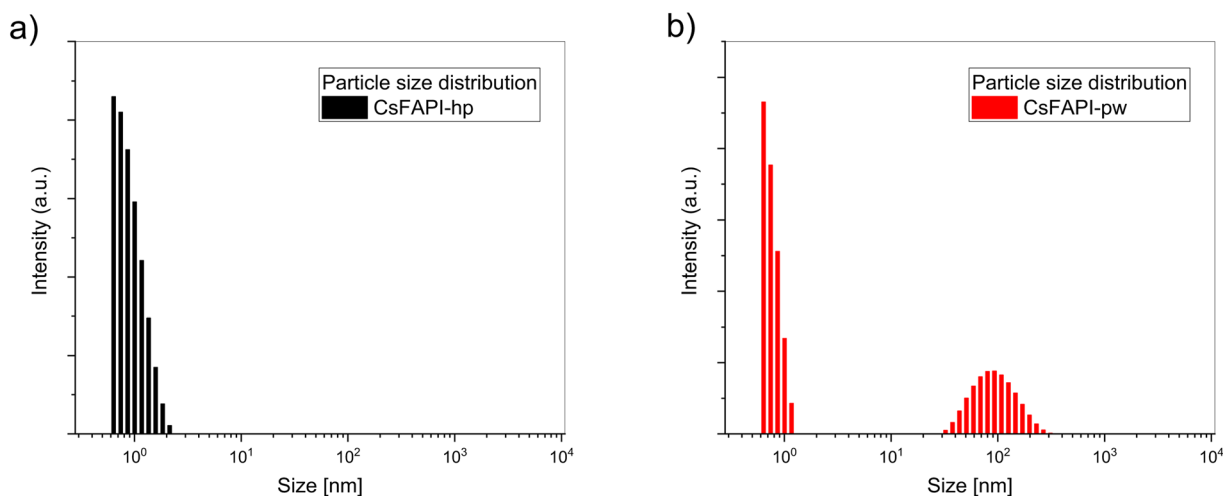 a)
Particle size distribution
CsFAPI-hp
Intensity (a.u.)
10⁰
10¹
10²
10³
10⁴
Size [nm]
b)
Particle size distribution
CsFAPI-pw
Intensity (a.u.)
10⁰
10¹
10²
10³
10⁴
Size [nm]